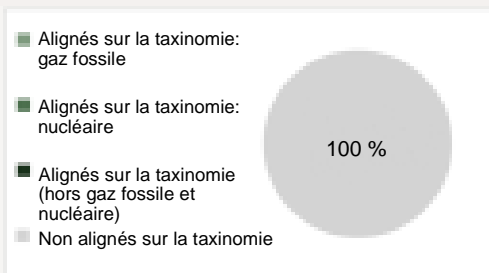 Alignés sur la taxinomie:
gaz fossile
Alignés sur la taxinomie:
nucléaire
Alignés sur la taxinomie
(hors gaz fossile et
nucléaire)
Non alignés sur la taxinomie
100 %